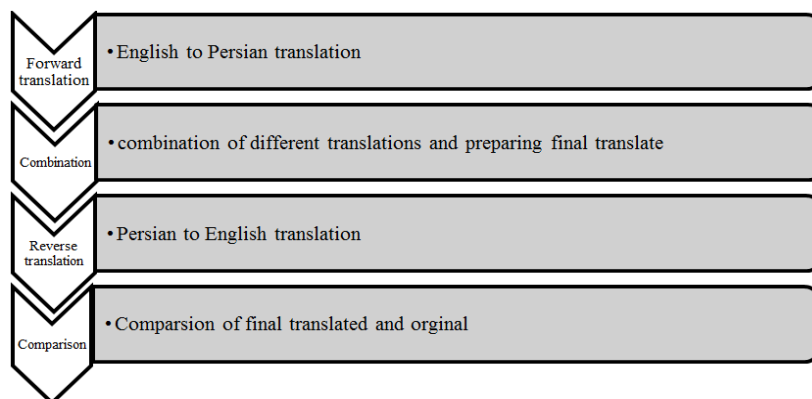 Forward
translation
• English to Persian translation
Combination
• combination of different translations and preparing final translate
Reverse
translation
• Persian to English translation
Comparison
• Comparsion of final translated and orginal